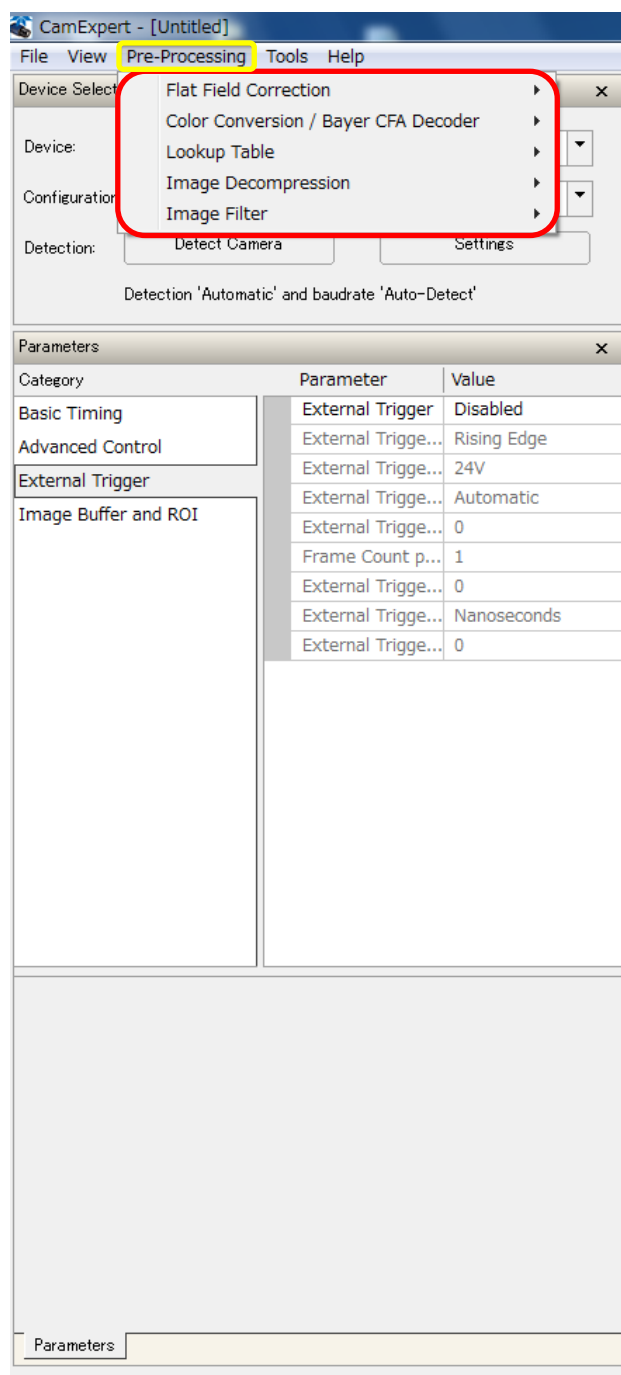 CamExpert - [Untitled]
File View Pre-Processing Tools Help
Device Select
Flat Field Correction
Color Conversion / Bayer CFA Decoder
Lookup Table
Image Decompression
Image Filter
Device:
Configuration
Detection: Detect Camera Settings
Detection 'Automatic' and baudrate 'Auto-Detect'
Parameters
Category Parameter Value
Basic Timing
Advanced Control
External Trigger
Image Buffer and ROI
External Trigger Disabled
External Trigge... Rising Edge
External Trigge... 24V
External Trigge... Automatic
External Trigge... 0
Frame Count p... 1
External Trigge... 0
External Trigge... Nanoseconds
External Trigge... 0
Parameters